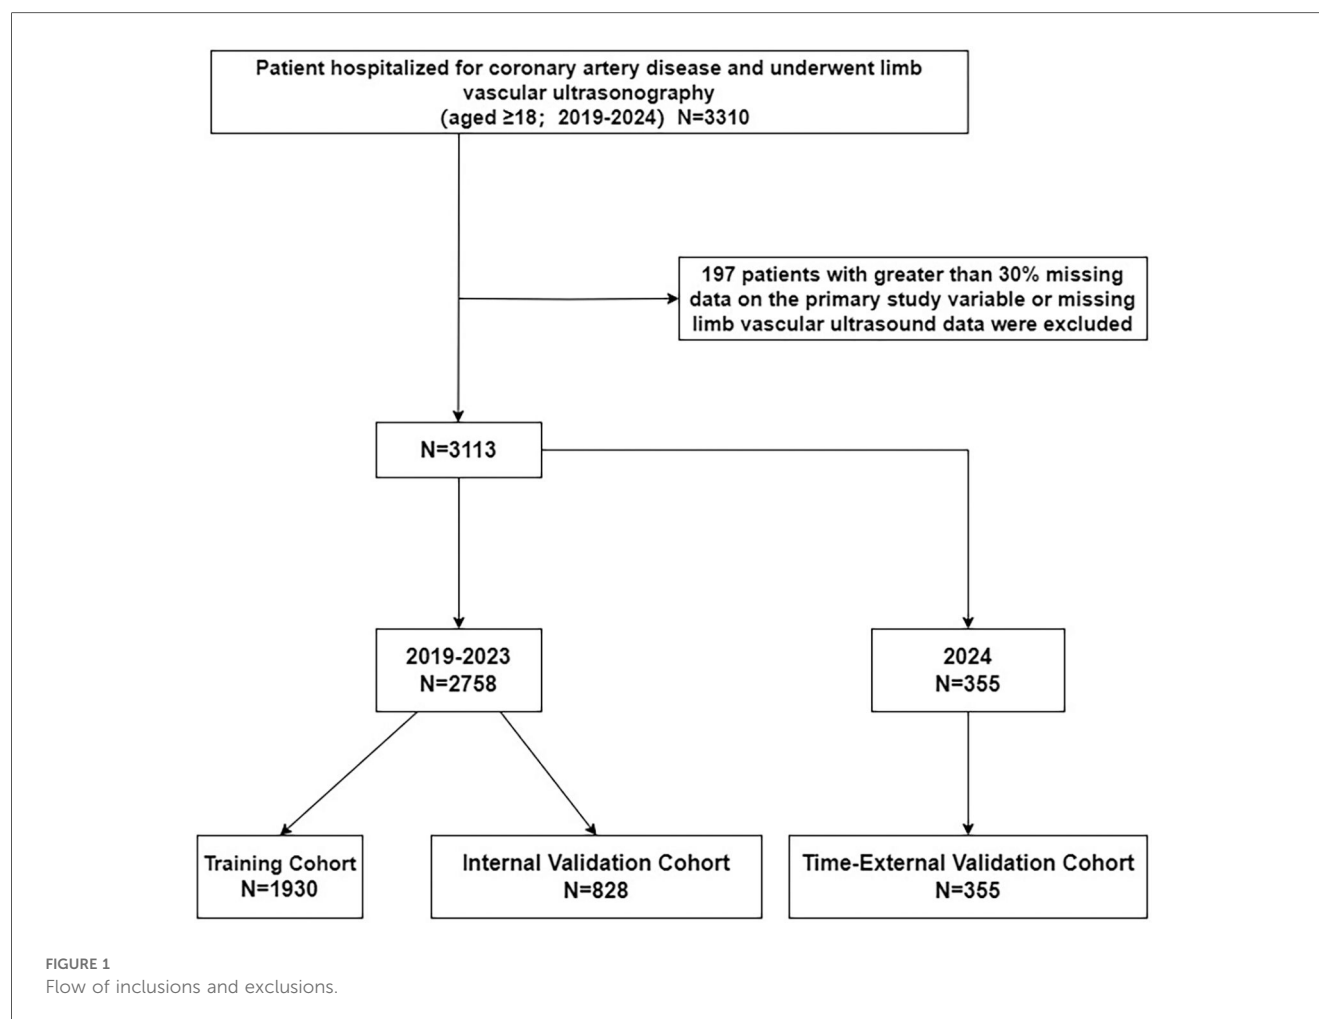 Patient hospitalized for coronary artery disease and underwent limb
vascular ultrasonography
(aged ≥18; 2019-2024) N=3310
197 patients with greater than 30% missing
data on the primary study variable or missing
limb vascular ultrasound data were excluded
N=3113
2019-2023
N=2758
2024
N=355
Training Cohort
N=1930
Internal Validation Cohort
N=828
Time-External Validation Cohort
N=355
FIGURE 1
Flow of inclusions and exclusions.